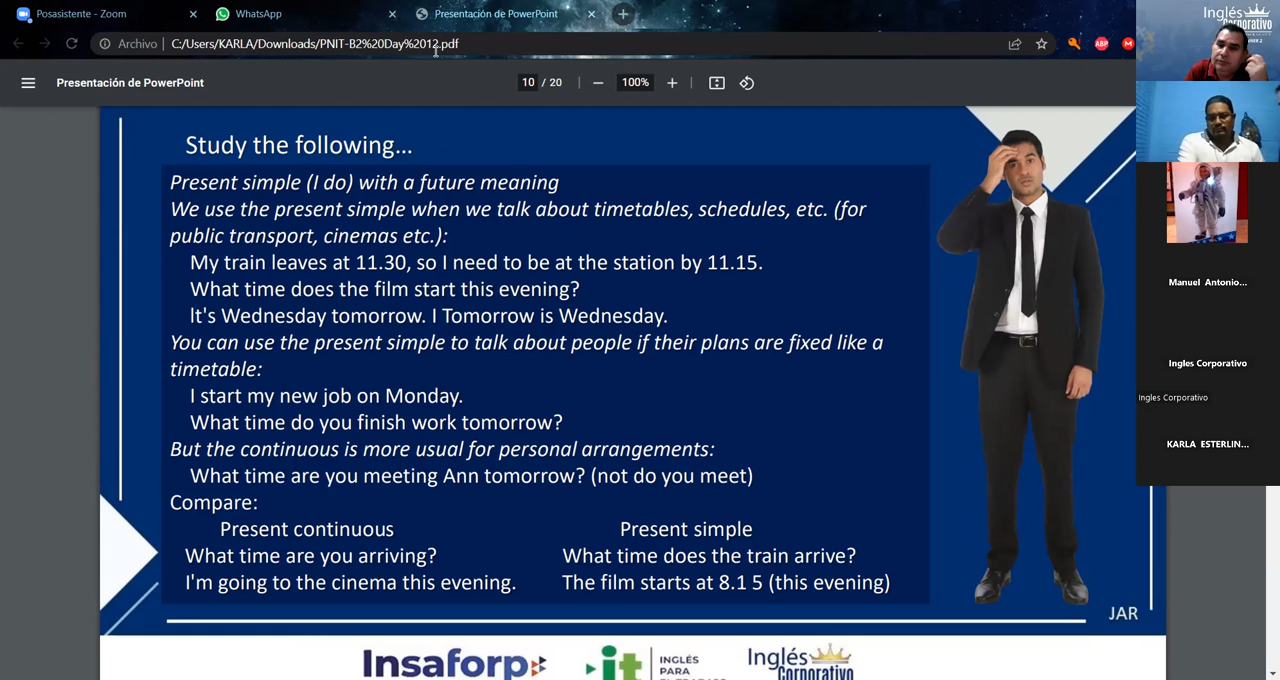 Posasistente - Zoom
WhatsApp
Presentación de PowerPoint
Archivo
C:/Users/KARLA/Downloads/PNIT-B2%20Day%2012.pdf
ABP
M
Presentación de PowerPoint
10 / 20
100%
Study the following...
Present simple (I do) with a future meaning
We use the present simple when we talk about timetables, schedules, etc. (for
public transport, cinemas etc.):
My train leaves at 11.30, so I need to be at the station by 11.15.
What time does the film start this evening?
lt's Wednesday tomorrow. I Tomorrow is Wednesday.
You can use the present simple to talk about people if their plans are fixed like a
timetable:
I start my new job on Monday.
What time do you finish work tomorrow?
But the continuous is more usual for personal arrangements:
What time are you meeting Ann tomorrow? (not do you meet)
Compare:
Present continuous Present simple
What time are you arriving? What time does the train arrive?
I'm going to the cinema this evening. The film starts at 8.1 5 (this evening)
JAR
Insaforp
it
INGLÉS
PARA
Inglés
Corporativo
Inglés
Corporativo
Manuel Antonio...
Ingles Corporativo
Ingles Corporativo
KARLA ESTERLIN...